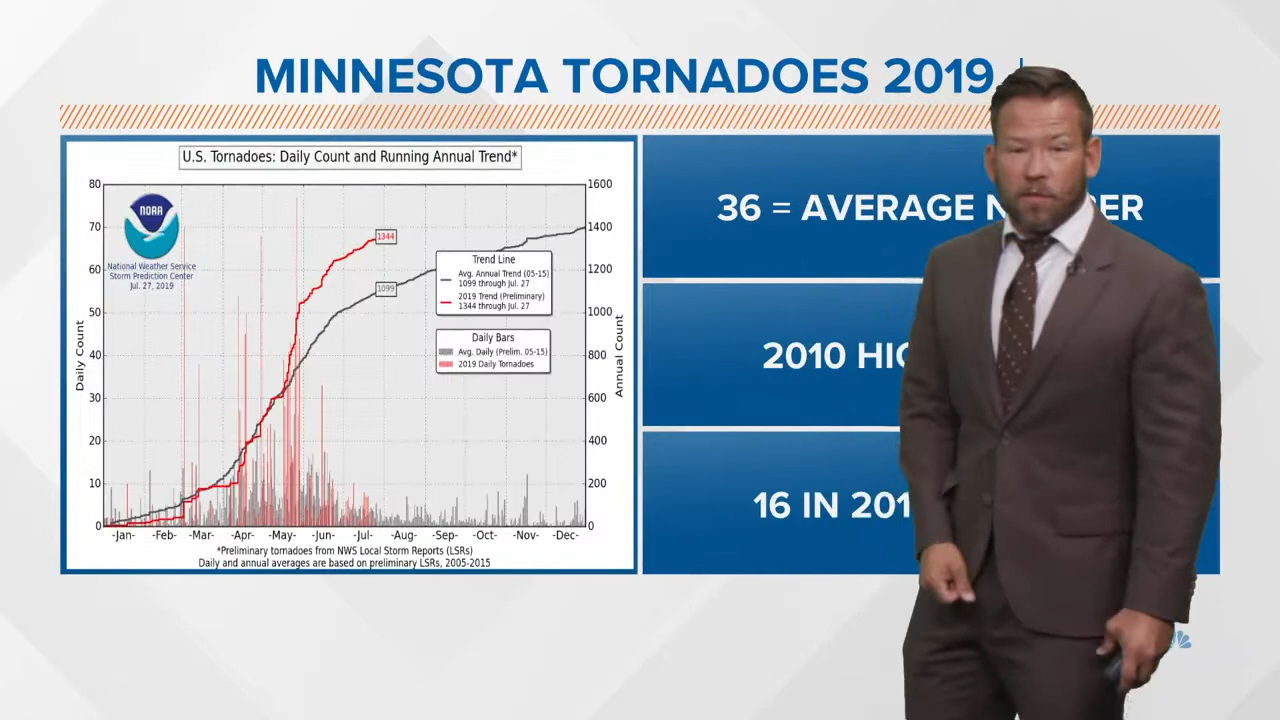 MINNESOTA TORNADOES 2019
U.S. Tornadoes: Daily Count and Running Annual Trend*
80
70
60
50
40
30
20
10
0
Daily Count
NOAA
National Weather Service
Storm Prediction Center
Jul. 27, 2019
1344
1099
Trend Line
Avg. Annual Trend (05-15)
1099 through Jul. 27
2019 Trend (Preliminary)
1344 through Jul. 27
Daily Bars
Avg. Daily (Prelim. 05-15)
2019 Daily Tornadoes
1600
1400
1200
1000
800
600
400
200
0
Annual Count
-Jan- -Feb- -Mar- -Apr- -May- -Jun- -Jul- -Aug- -Sep- -Oct- -Nov- -Dec-
*Preliminary tornadoes from NWS Local Storm Reports (LSRs)
Daily and annual averages are based on preliminary LSRs, 2005-2015
36 = AVERAGE
2010
16 IN